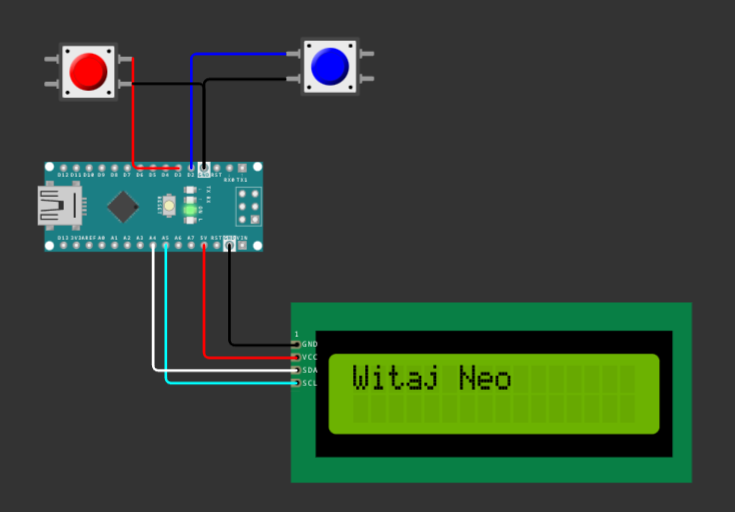 D12 D11 D10 D9 D8 D7 D6 D5 D4 D3 D2 GND RST
RX0 TX1
RESET
TX RX ON L
D13 3V3 AREF A0 A1 A2 A3 A4 A5 A6 A7 5V RST GND VIN
1
GND
VCC
SDA
SCL
Witaj Neo